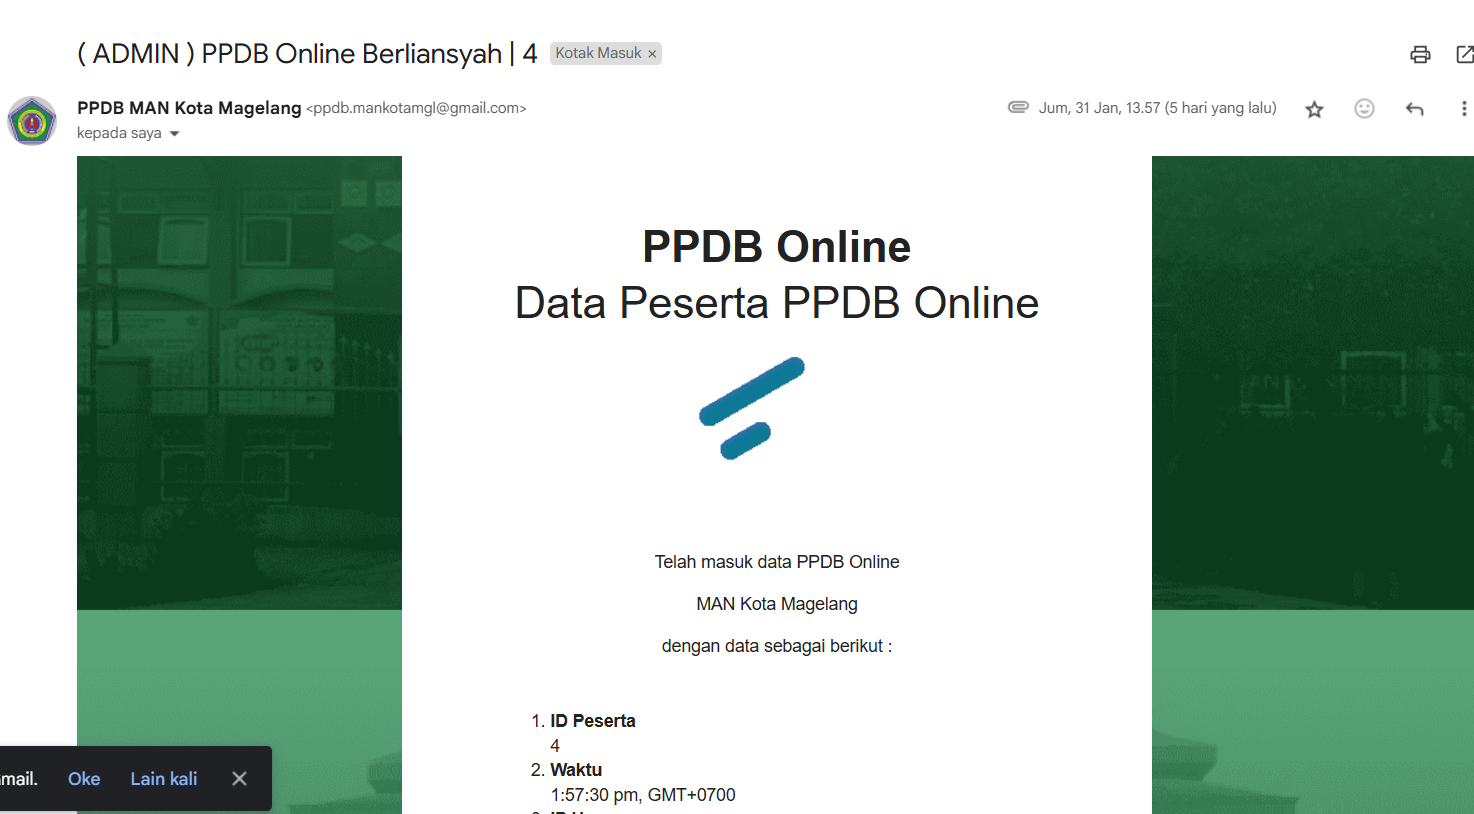 ( ADMIN ) PPDB Online Berliansyah | 4 Kotak Masuk ×
PPDB MAN Kota Magelang <ppdb.mankotamgl@gmail.com>
Jum, 31 Jan, 13.57 (5 hari yang lalu)
kepada saya
PPDB Online
Data Peserta PPDB Online
Telah masuk data PPDB Online
MAN Kota Magelang
dengan data sebagai berikut :
1. ID Peserta
4
2. Waktu
1:57:30 pm, GMT+0700
mail. Oke Lain kali